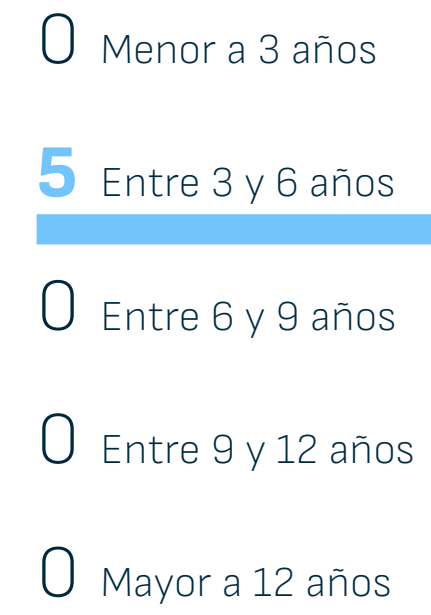 0 Menor a 3 años
5 Entre 3 y 6 años
0 Entre 6 y 9 años
0 Entre 9 y 12 años
0 Mayor a 12 años